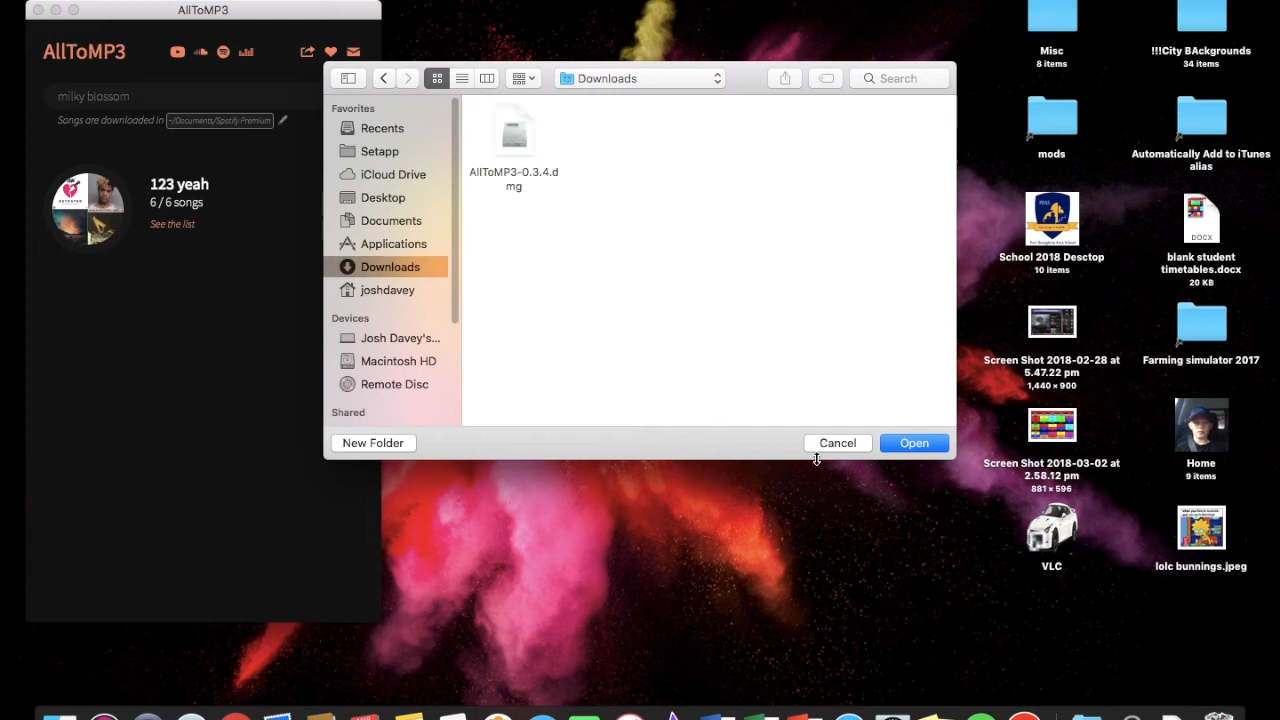 AllToMP3
AllToMP3
milky blossom
Songs are downloaded in ~/Documents/Spotify Premium
123 yeah
6 / 6 songs
See the list
Downloads
Search
Favorites
Recents
Setapp
iCloud Drive
Desktop
Documents
Applications
Downloads
joshdavey
Devices
Josh Davey's...
Macintosh HD
Remote Disc
Shared
AllToMP3-0.3.4.d
mg
New Folder
Cancel
Open
Misc
8 items
!!!City BAckgrounds
34 items
mods
Automatically Add to iTunes
alias
School 2018 Desctop
10 items
DOCX
blank student
timetables.docx
20 KB
Screen Shot 2018-02-28 at
5.47.22 pm
1,440 × 900
Farming simulator 2017
Screen Shot 2018-03-02 at
2.58.12 pm
881 × 596
Home
9 items
VLC
lolc bunnings.jpeg